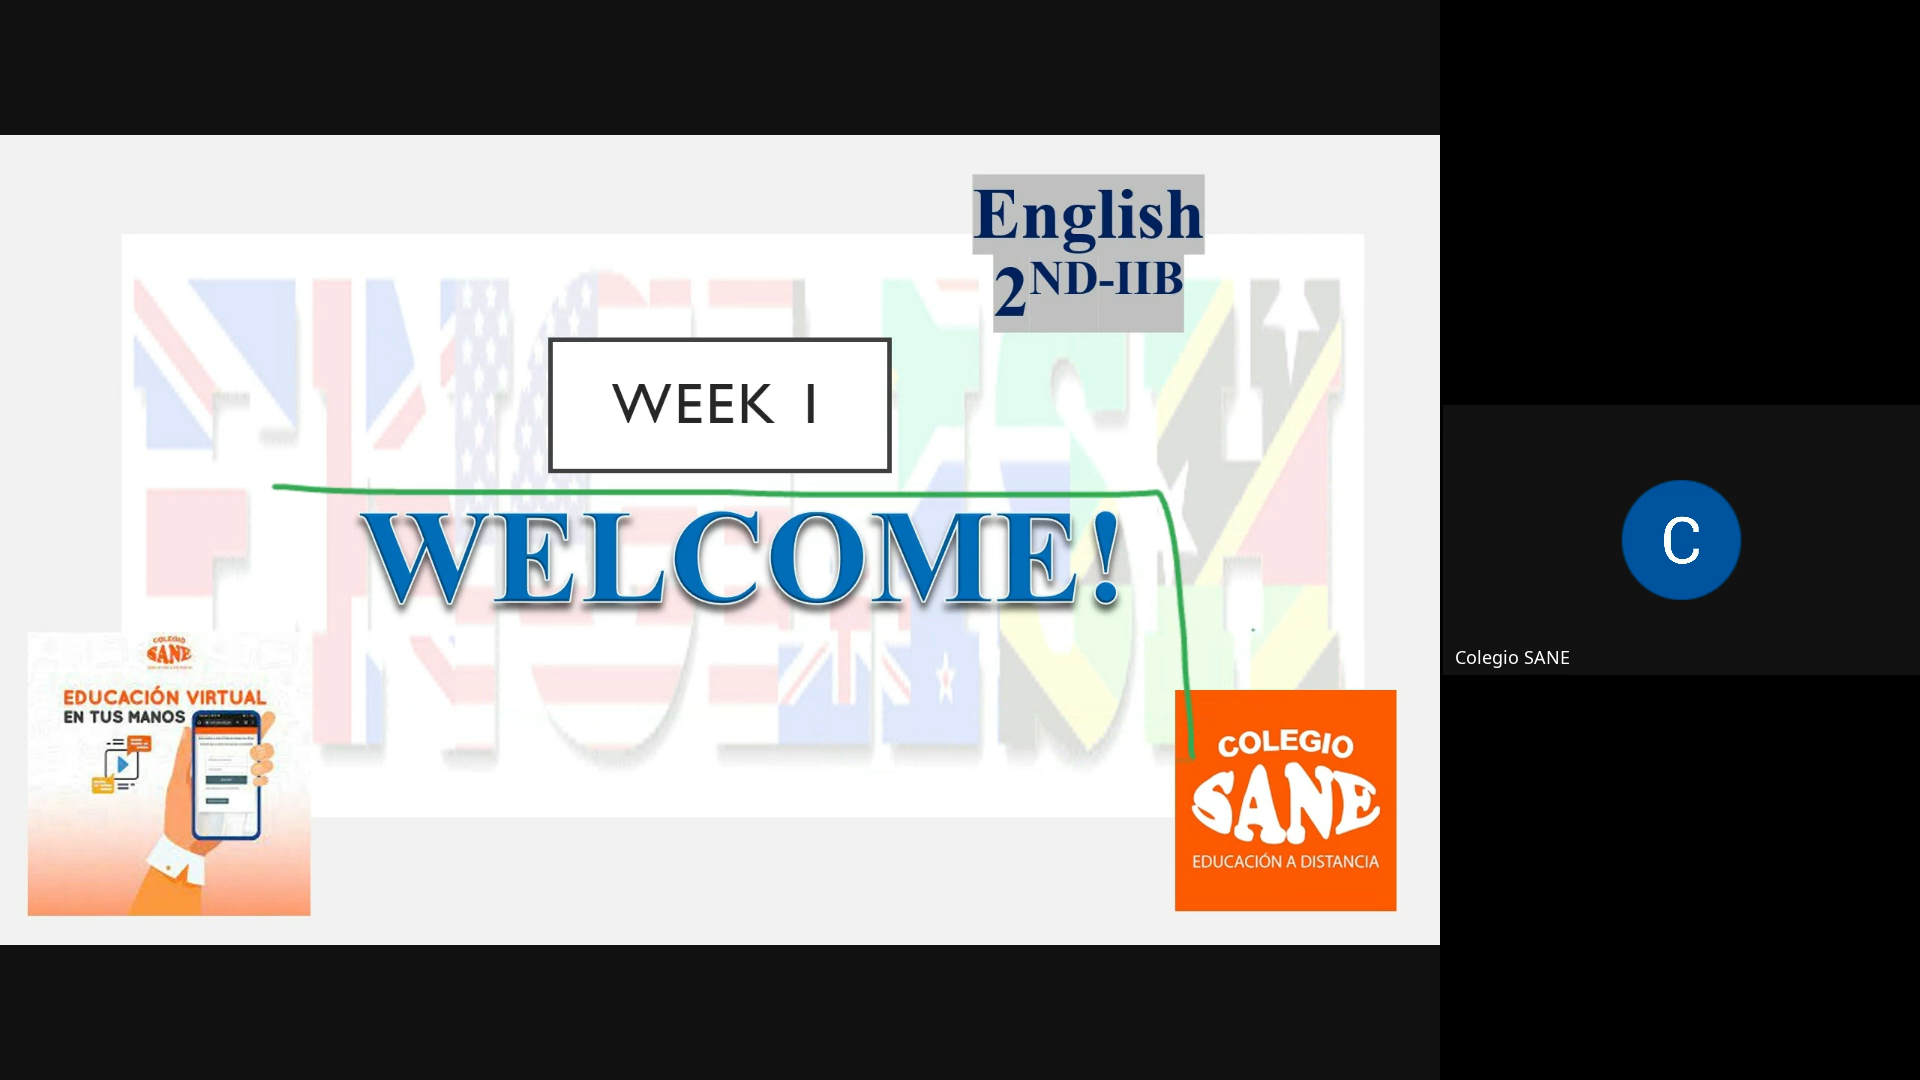 English
2ND-IIB
WEEK 1
WELCOME!
COLEGIO
SANE
EDUCACIÓN VIRTUAL
EN TUS MANOS
COLEGIO
SANE
EDUCACIÓN A DISTANCIA
C
Colegio SANE